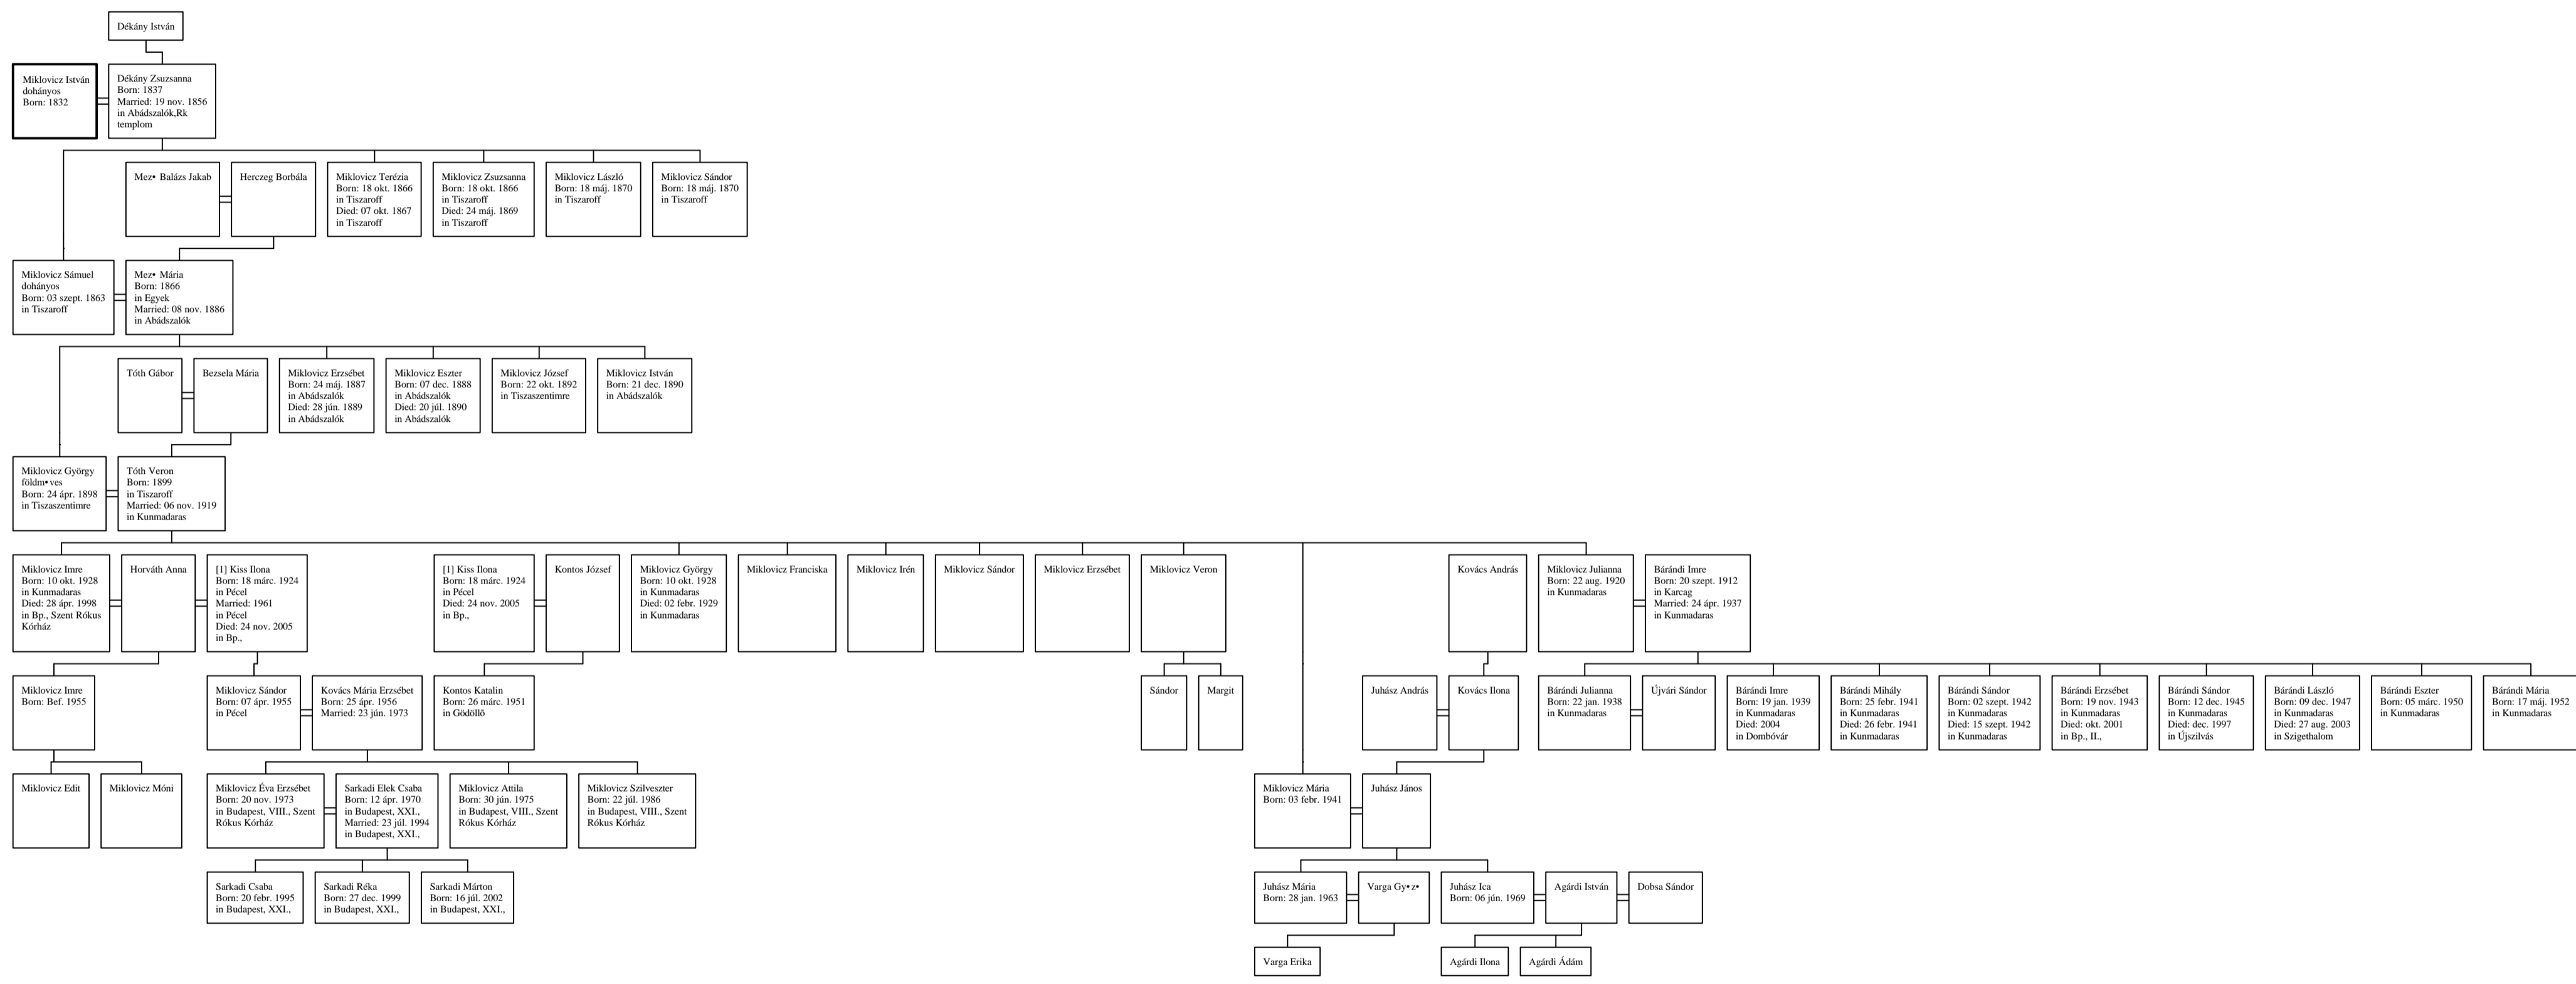 Dékány István
Miklovicz István
dohányos
Born: 1832
Dékány Zsuzsanna
Born: 1837
Married: 19 nov. 1856
in Abádszalók,Rk
templom
Mez• Balázs Jakab
Herczeg Borbála
Miklovicz Terézia
Born: 18 okt. 1866
in Tiszaroff
Died: 07 okt. 1867
in Tiszaroff
Miklovicz Zsuzsanna
Born: 18 okt. 1866
in Tiszaroff
Died: 24 máj. 1869
in Tiszaroff
Miklovicz László
Born: 18 máj. 1870
in Tiszaroff
Miklovicz Sándor
Born: 18 máj. 1870
in Tiszaroff
Miklovicz Sámuel
dohányos
Born: 03 szept. 1863
in Tiszaroff
Mez• Mária
Born: 1866
in Egyek
Married: 08 nov. 1886
in Abádszalók
Tóth Gábor
Bezsela Mária
Miklovicz Erzsébet
Born: 24 máj. 1887
in Abádszalók
Died: 28 jún. 1889
in Abádszalók
Miklovicz Eszter
Born: 07 dec. 1888
in Abádszalók
Died: 20 júl. 1890
in Abádszalók
Miklovicz József
Born: 22 okt. 1892
in Tiszaszentimre
Miklovicz István
Born: 21 dec. 1890
in Abádszalók
Miklovicz György
földm•ves
Born: 24 ápr. 1898
in Tiszaszentimre
Tóth Veron
Born: 1899
in Tiszaroff
Married: 06 nov. 1919
in Kunmadaras
Miklovicz Imre
Born: 10 okt. 1928
in Kunmadaras
Died: 28 ápr. 1998
in Bp., Szent Rókus
Kórház
Horváth Anna
[1] Kiss Ilona
Born: 18 márc. 1924
in Pécel
Married: 1961
in Pécel
Died: 24 nov. 2005
in Bp.,
[1] Kiss Ilona
Born: 18 márc. 1924
in Pécel
Died: 24 nov. 2005
in Bp.,
Kontos József
Miklovicz György
Born: 10 okt. 1928
in Kunmadaras
Died: 02 febr. 1929
in Kunmadaras
Miklovicz Franciska
Miklovicz Irén
Miklovicz Sándor
Miklovicz Erzsébet
Miklovicz Veron
Kovács András
Miklovicz Julianna
Born: 22 aug. 1920
in Kunmadaras
Bárándi Imre
Born: 20 szept. 1912
in Karcag
Married: 24 ápr. 1937
in Kunmadaras
Miklovicz Imre
Born: Bef. 1955
Miklovicz Sándor
Born: 07 ápr. 1955
in Pécel
Kovács Mária Erzsébet
Born: 25 ápr. 1956
Married: 23 jún. 1973
Kontos Katalin
Born: 26 márc. 1951
in Gödöllö
Sándor
Margit
Juhász András
Kovács Ilona
Bárándi Julianna
Born: 22 jan. 1938
in Kunmadaras
Újvári Sándor
Bárándi Imre
Born: 19 jan. 1939
in Kunmadaras
Died: 2004
in Dombóvár
Bárándi Mihály
Born: 25 febr. 1941
in Kunmadaras
Died: 26 febr. 1941
in Kunmadaras
Bárándi Sándor
Born: 02 szept. 1942
in Kunmadaras
Died: 15 szept. 1942
in Kunmadaras
Bárándi Erzsébet
Born: 19 nov. 1943
in Kunmadaras
Died: okt. 2001
in Bp., II.,
Bárándi Sándor
Born: 12 dec. 1945
in Kunmadaras
Died: dec. 1997
in Újszilvás
Bárándi László
Born: 09 dec. 1947
in Kunmadaras
Died: 27 aug. 2003
in Szigethalom
Bárándi Eszter
Born: 05 márc. 1950
in Kunmadaras
Bárándi Mária
Born: 17 máj. 1952
in Kunmadaras
Miklovicz Edit
Miklovicz Móni
Miklovicz Éva Erzsébet
Born: 20 nov. 1973
in Budapest, VIII., Szent
Rókus Kórház
Sarkadi Elek Csaba
Born: 12 ápr. 1970
in Budapest, XXI.,
Married: 23 júl. 1994
in Budapest, XXI.,
Miklovicz Attila
Born: 30 jún. 1975
in Budapest, VIII., Szent
Rókus Kórház
Miklovicz Szilveszter
Born: 22 júl. 1986
in Budapest, VIII., Szent
Rókus Kórház
Miklovicz Mária
Born: 03 febr. 1941
Juhász János
Sarkadi Csaba
Born: 20 febr. 1995
in Budapest, XXI.,
Sarkadi Réka
Born: 27 dec. 1999
in Budapest, XXI.,
Sarkadi Márton
Born: 16 júl. 2002
in Budapest, XXI.,
Juhász Mária
Born: 28 jan. 1963
Varga Gy•z•
Juhász Ica
Born: 06 jún. 1969
Agárdi István
Dobsa Sándor
Varga Erika
Agárdi Ilona
Agárdi Ádám